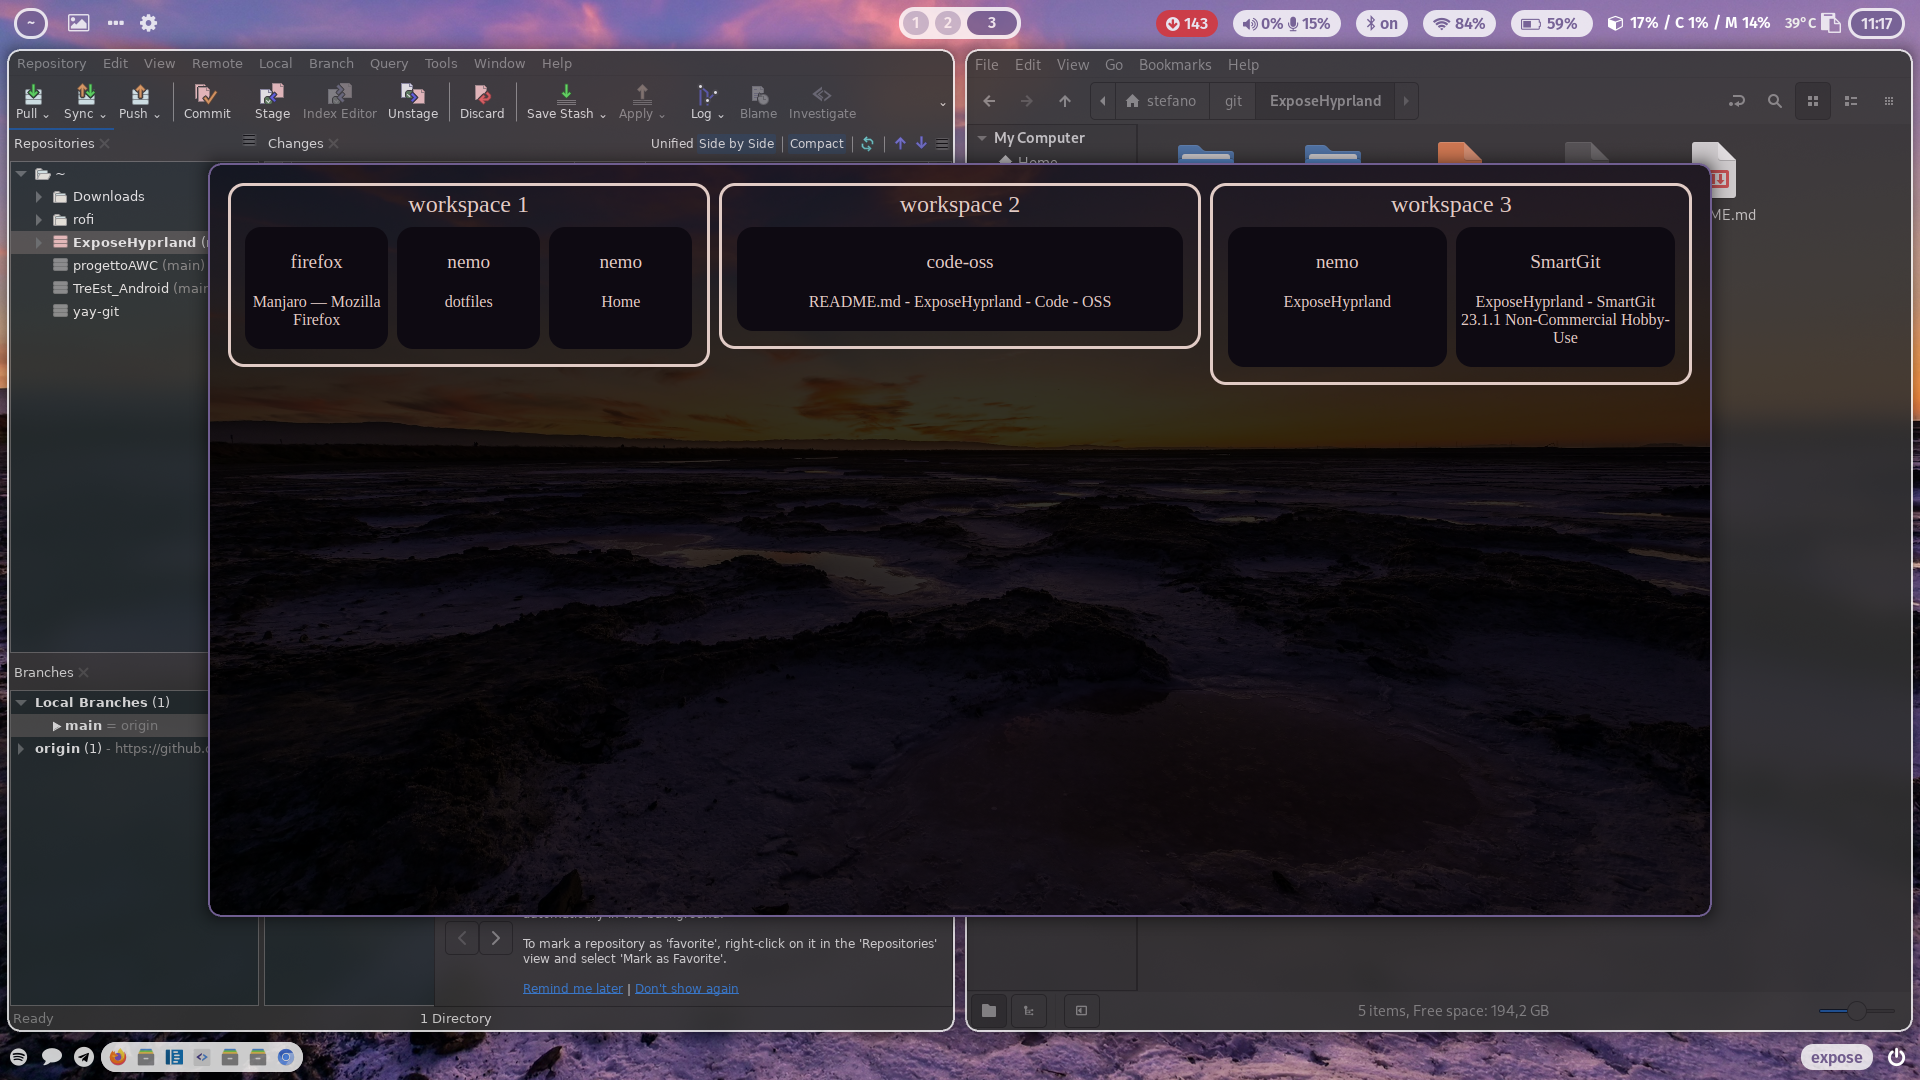 ~
1 2 3
143
0% 15%
on
84%
59%
17% / C 1% / M 14%
39°C
11:17
Repository Edit View Remote Local Branch Query Tools Window Help
Pull Sync Push Commit Stage Index Editor Unstage Discard Save Stash Apply Log Blame Investigate
Repositories
Changes
Unified Side by Side Compact
~
Downloads
rofi
ExposeHyprland
progettoAWC (main)
TreEst_Android
yay-git
Branches
Local Branches (1)
main = origin
origin (1) - https://github.
File Edit View Go Bookmarks Help
stefano git ExposeHyprland
My Computer
Home
ME.md
workspace 1
firefox
Manjaro — Mozilla
Firefox
nemo
dotfiles
nemo
Home
workspace 2
code-oss
README.md - ExposeHyprland - Code - OSS
workspace 3
nemo
ExposeHyprland
SmartGit
ExposeHyprland - SmartGit
23.1.1 Non-Commercial Hobby-
Use
To mark a repository as 'favorite', right-click on it in the 'Repositories'
view and select 'Mark as Favorite'.
Remind me later | Don't show again
Ready
1 Directory
5 items, Free space: 194,2 GB
expose